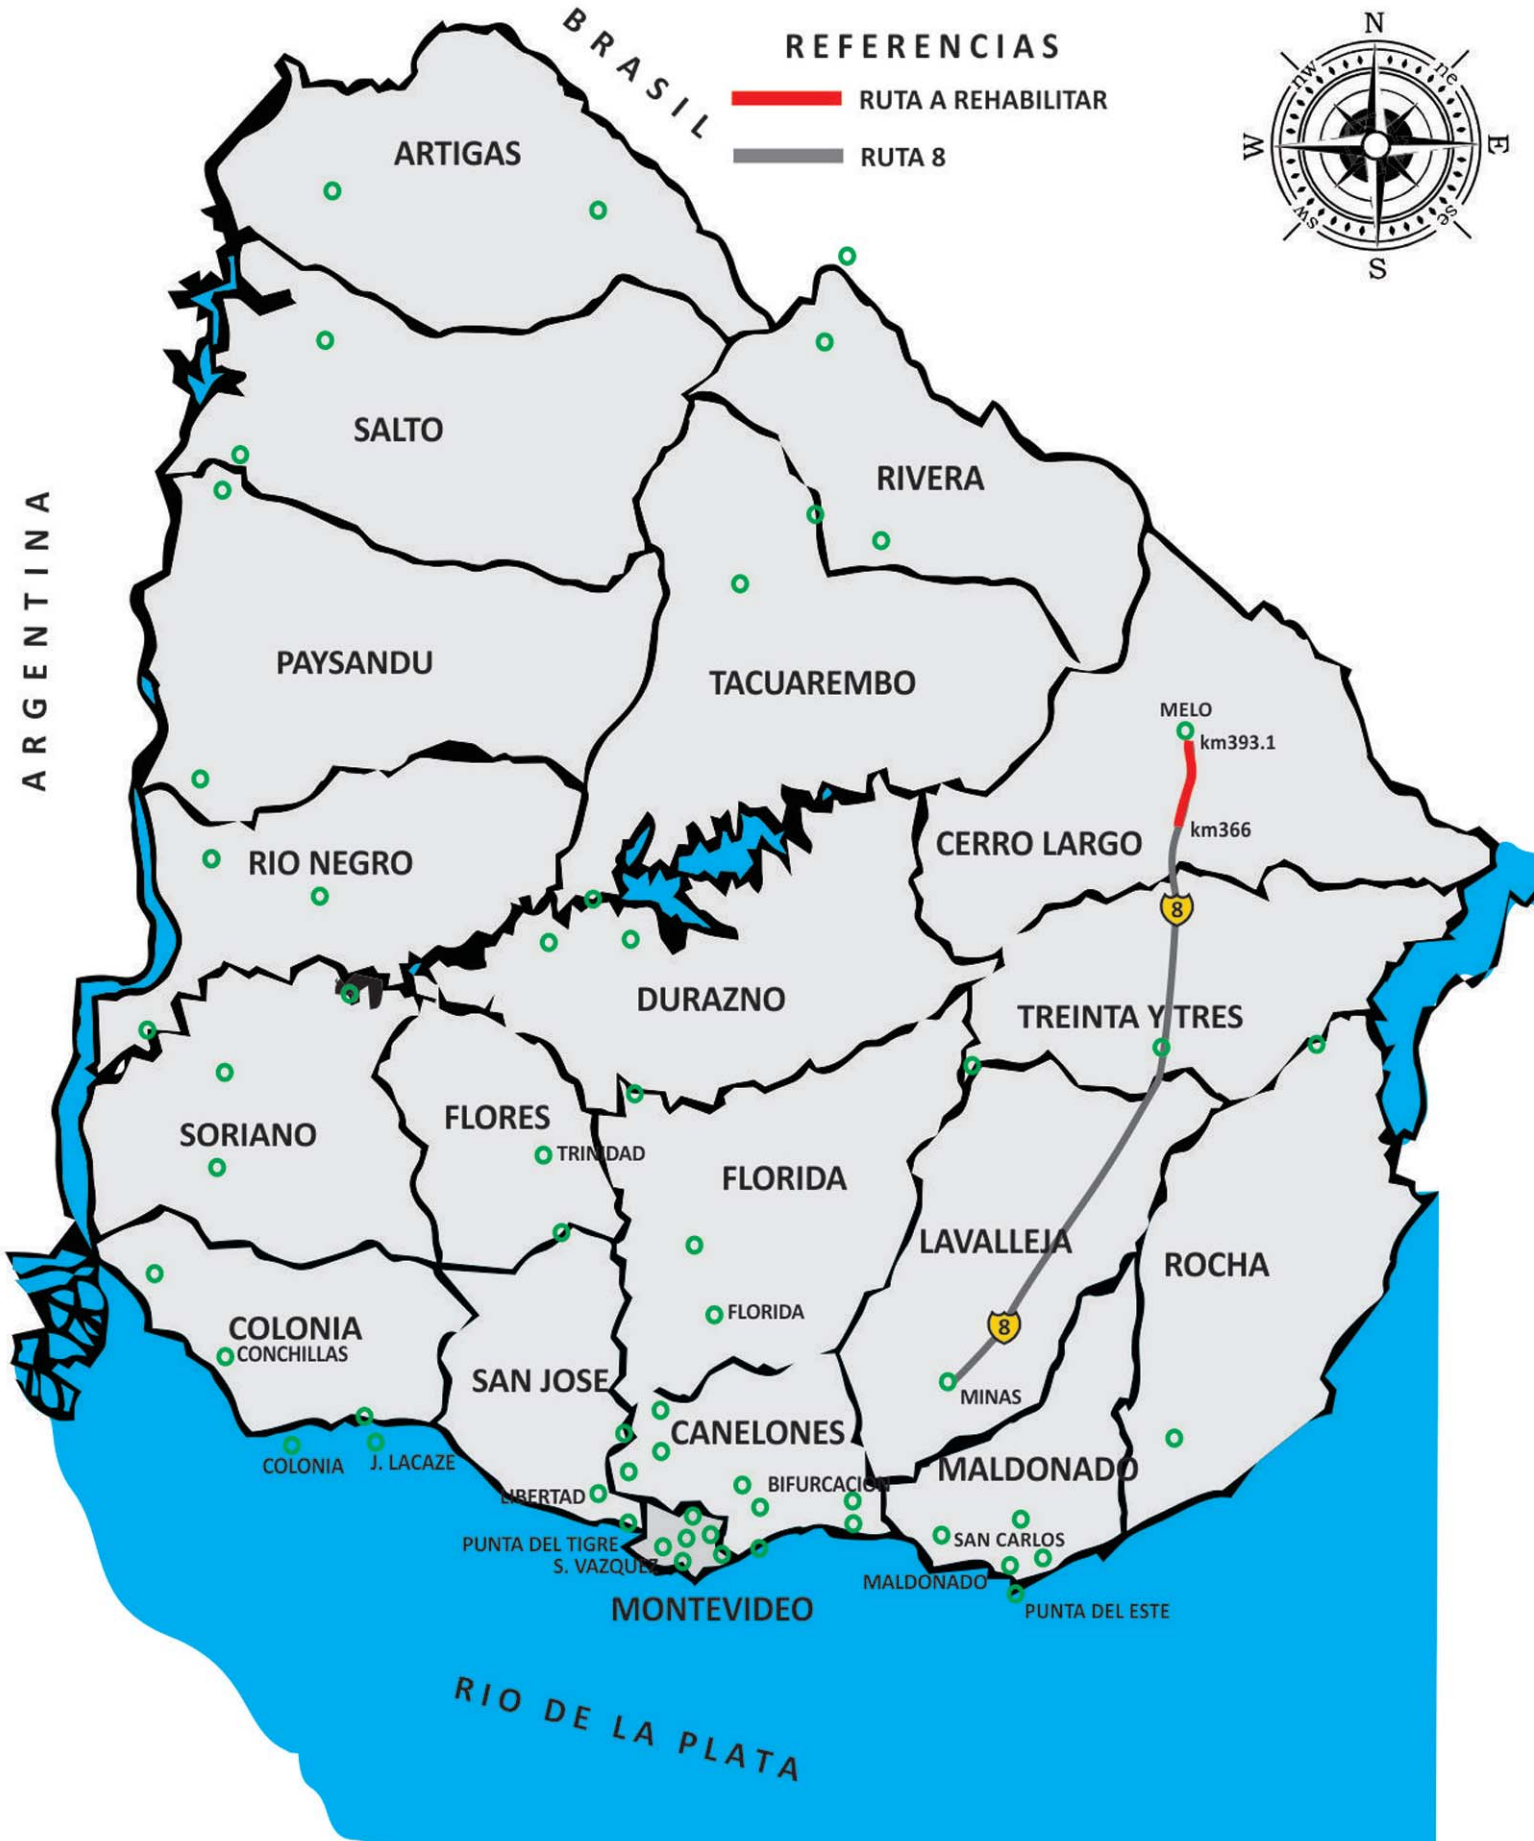 BRASIL
REFERENCIAS
RUTA A REHABILITAR
RUTA 8
N
nw
ne
W
E
sw
se
S
ARTIGAS
SALTO
RIVERA
ARGENTINA
PAYSANDU
TACUAREMBO
MELO
km393.1
km366
CERRO LARGO
RIO NEGRO
8
DURAZNO
TREINTA Y TRES
SORIANO
FLORES
TRINIDAD
FLORIDA
LAVALLEJA
ROCHA
FLORIDA
8
COLONIA
CONCHILLAS
SAN JOSE
MINAS
CANELONES
COLONIA
J. LACAZE
MALDONADO
BIFURCACION
LIBERTAD
PUNTA DEL TIGRE
SAN CARLOS
S. VAZQUEZ
MALDONADO
MONTEVIDEO
PUNTA DEL ESTE
RIO DE LA PLATA